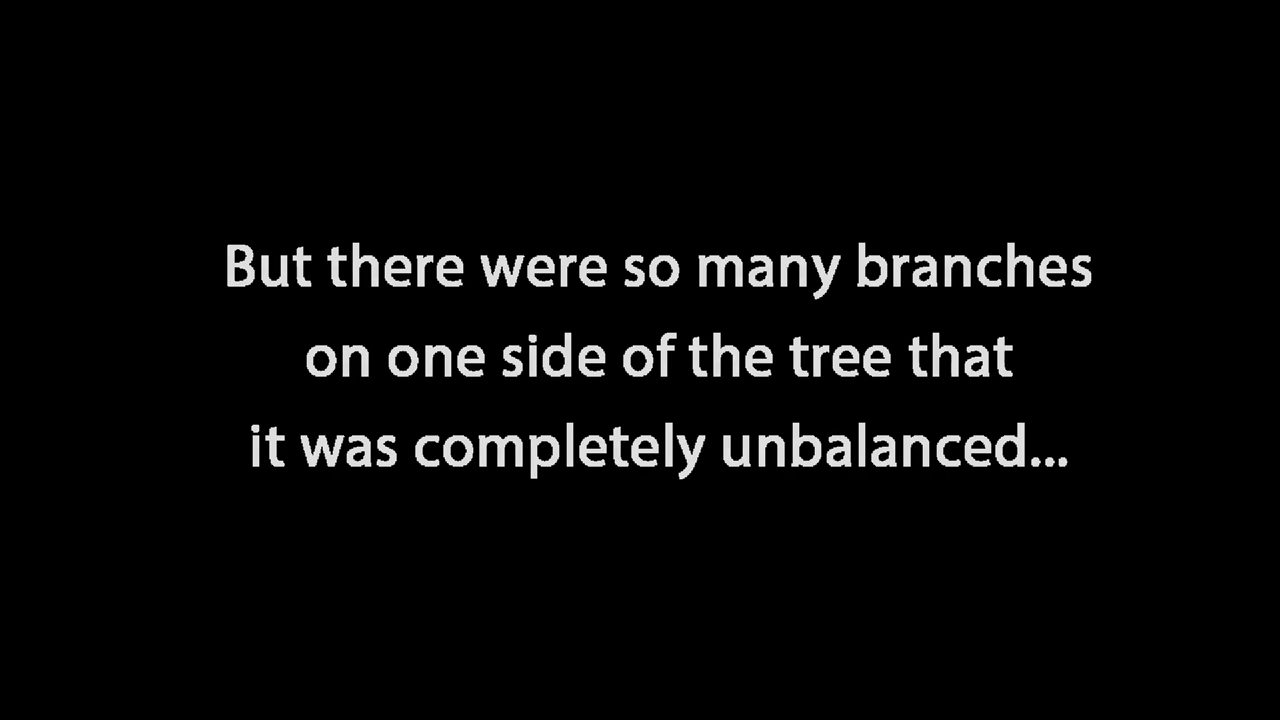 But there were so many branches
on one side of the tree that
it was completely unbalanced...